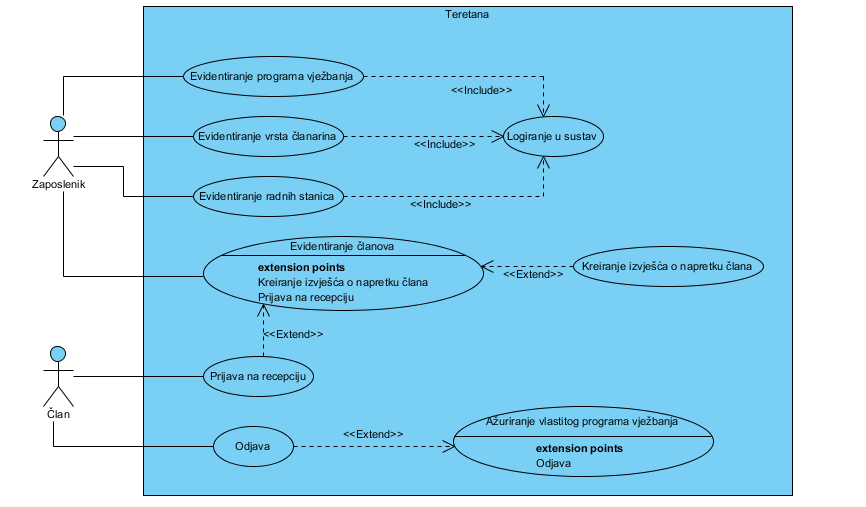 Teretana
Evidentiranje programa vježbanja
<<Include>>
Evidentiranje vrsta članarina
<<Include>>
Logiranje u sustav
Zaposlenik
Evidentiranje radnih stanica
<<Include>>
Evidentiranje članova
extension points
Kreiranje izvješća o napretku člana
Prijava na recepciju
<<Extend>>
Kreiranje izvješća o napretku člana
<<Extend>>
Prijava na recepciju
Član
Odjava
<<Extend>>
Ažuriranje vlastitog programa vježbanja
extension points
Odjava